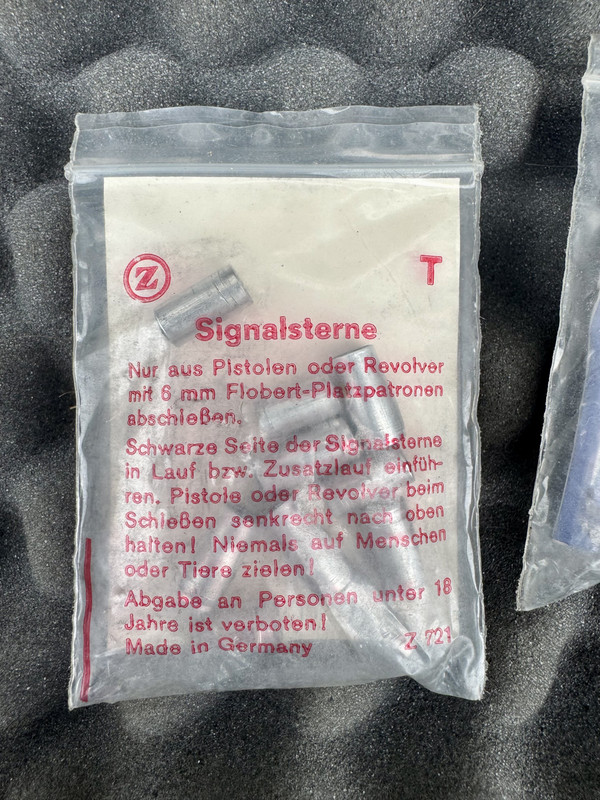 Z T
Signalsterne
Nur aus Pistolen oder Revolver
mit 6 mm Flobert-Platzpatronen
abschießen.
Schwarze Seite der Signalsterne
in Lauf bzw. Zusatzlauf einfüh-
ren. Pistole oder Revolver beim
Schießen senkrecht nach oben
halten! Niemals auf Menschen
oder Tiere zielen!
Abgabe an Personen unter 18
Jahre ist verboten!
Made in Germany Z 721